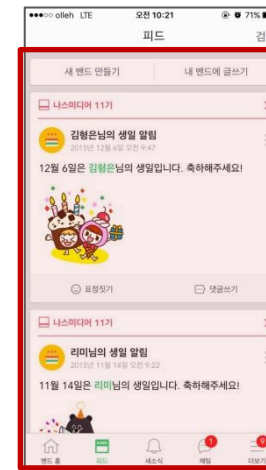 olleh LTE 오전 10:21 71%
피드
새 밴드 만들기 내 밴드에 글쓰기
나스미디어 11기
김형은님의 생일 알림
2015년 12월 6일 오전 9:47
12월 6일은 김형은님의 생일입니다. 축하해주세요!
표정짓기 댓글쓰기
나스미디어 11기
리미님의 생일 알림
2015년 11월 14일 오전 9:22
11월 14일은 리미님의 생일입니다. 축하해주세요!
1 9
밴드 홈 피드 새소식 채팅 더보기